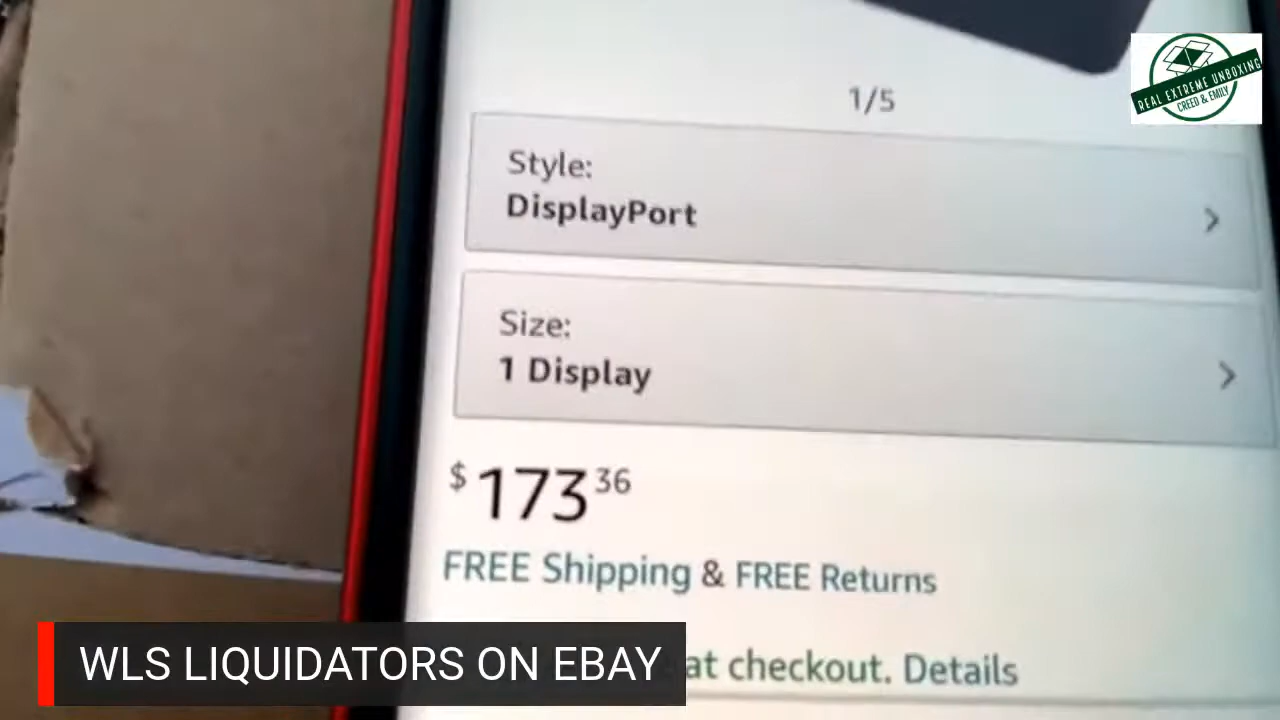 1/5
REAL EXTREME UNBOXING
CREED & EMILY
Style:
DisplayPort
Size:
1 Display
$173 36
FREE Shipping & FREE Returns
at checkout. Details
WLS LIQUIDATORS ON EBAY